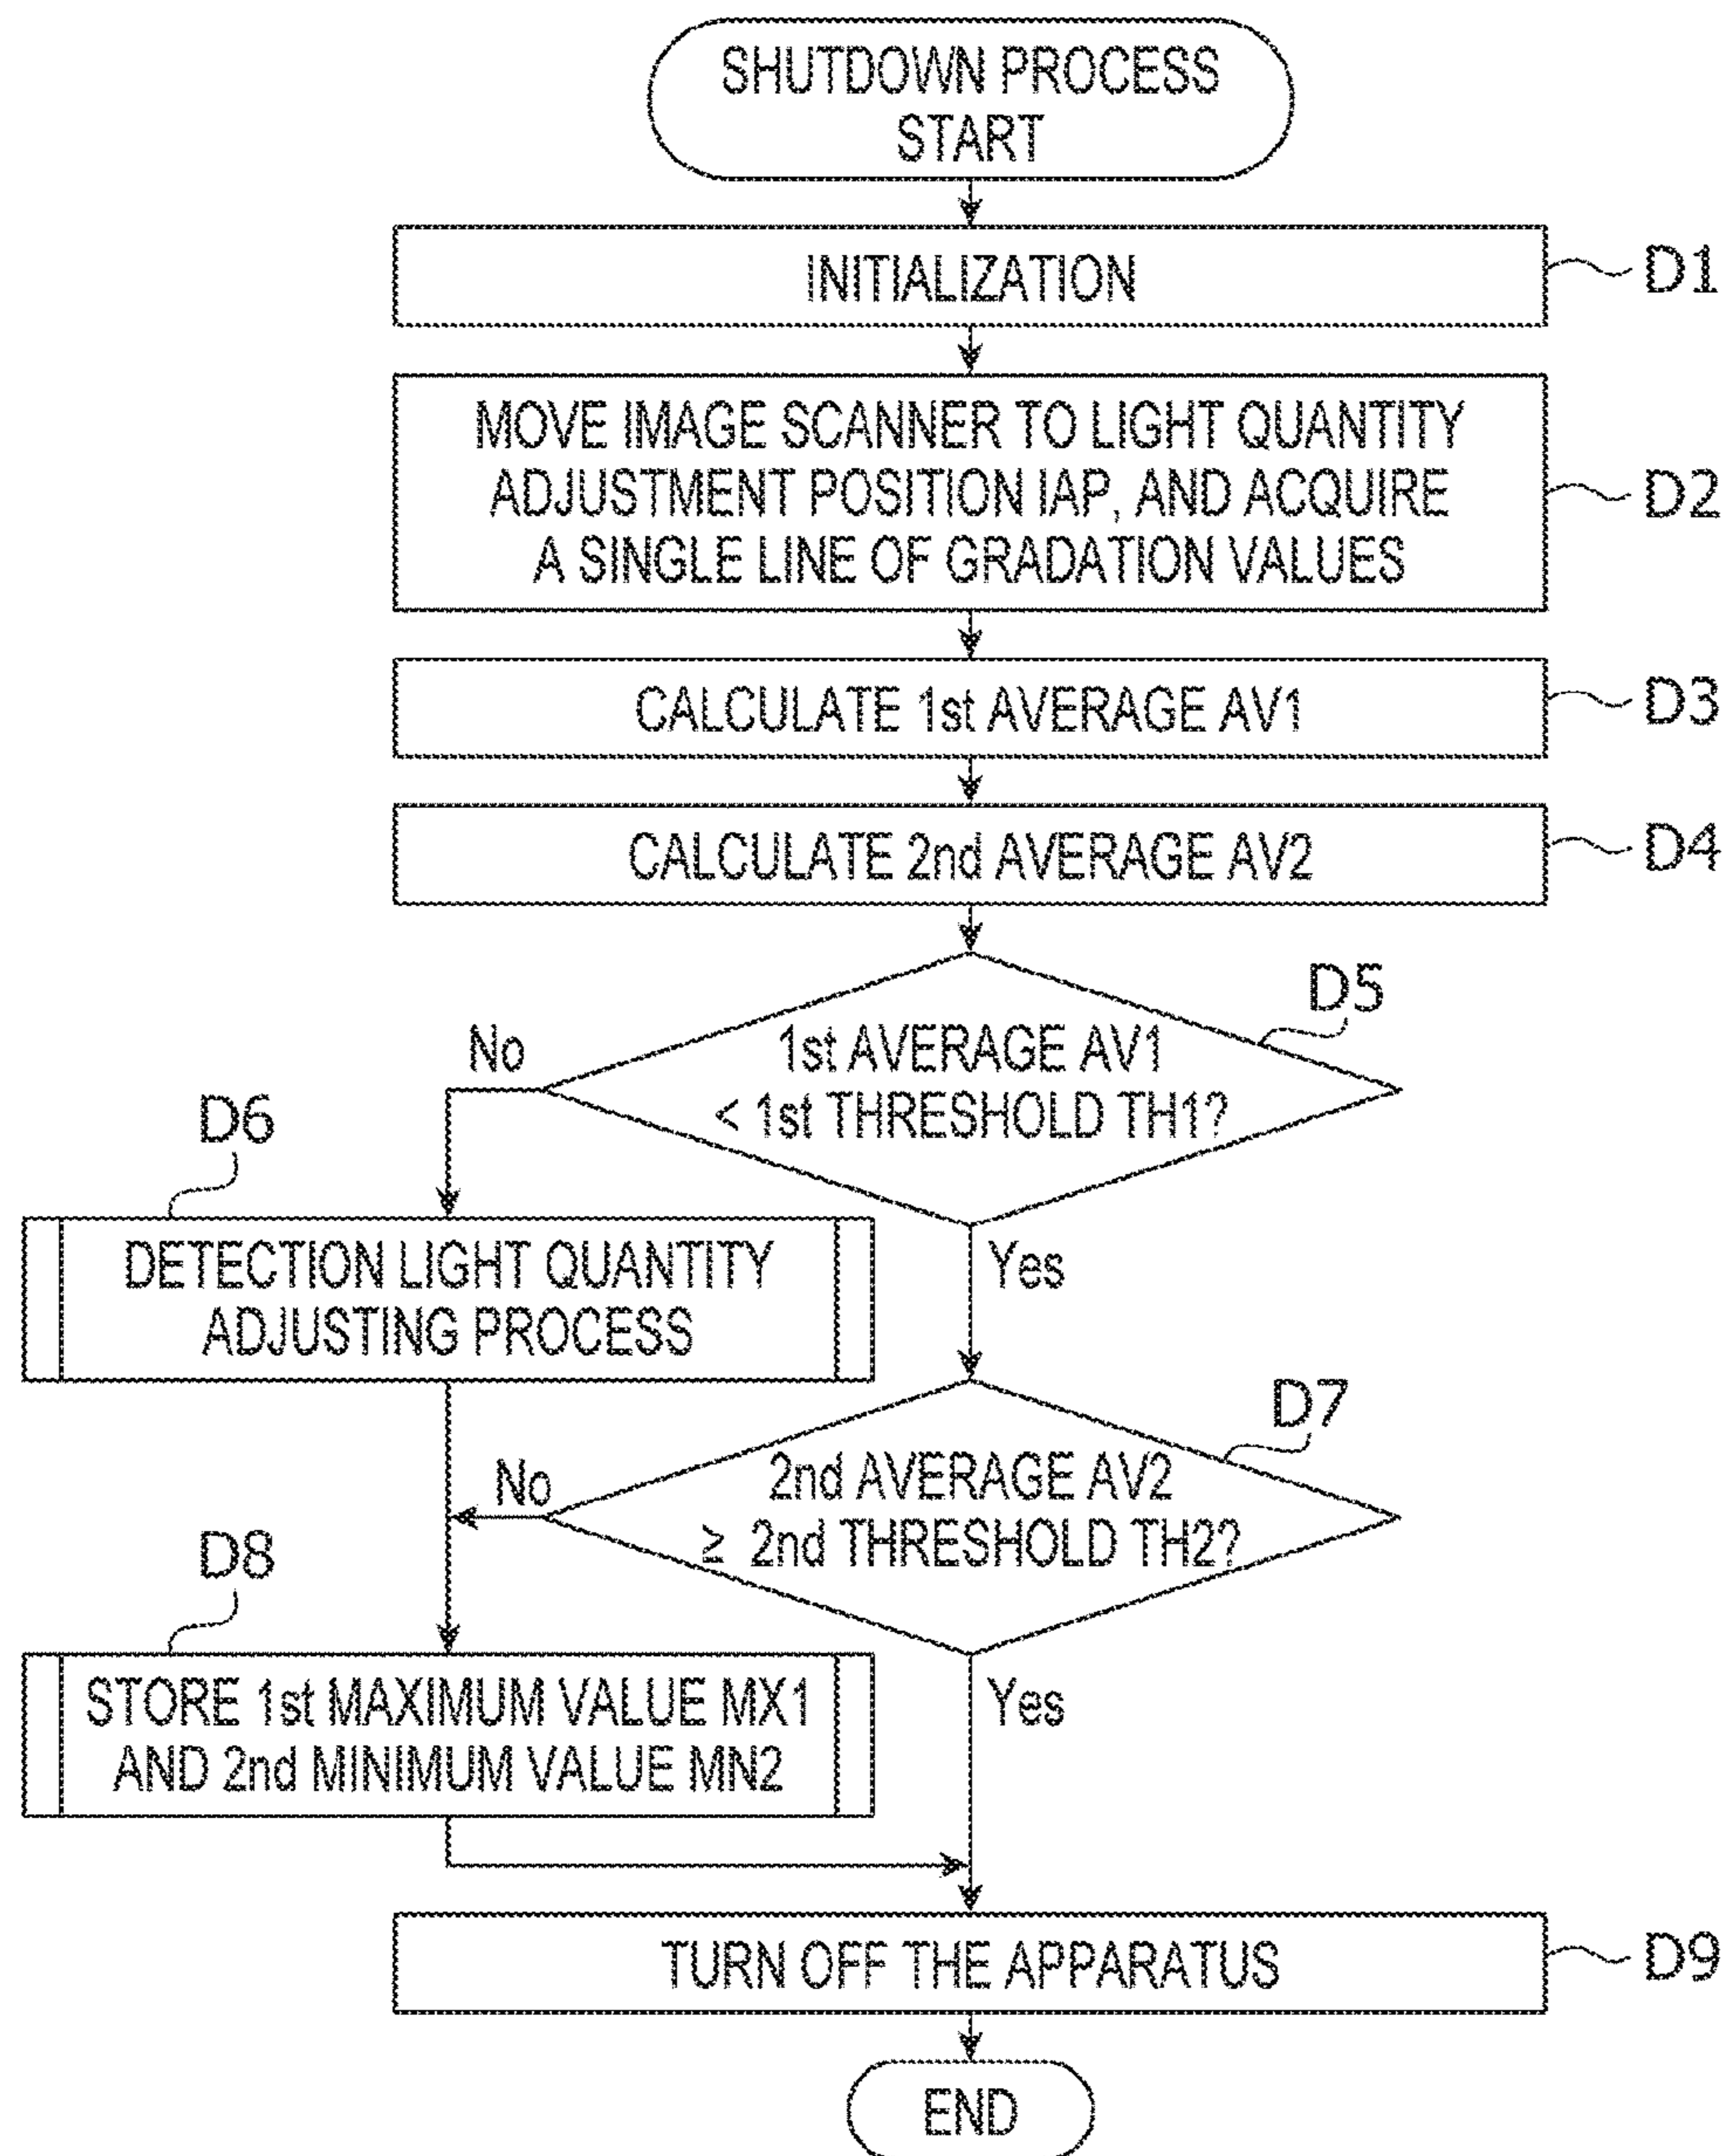 SHUTDOWN PROCESS
START
INITIALIZATION
D1
MOVE IMAGE SCANNER TO LIGHT QUANTITY
ADJUSTMENT POSITION IAP, AND ACQUIRE
A SINGLE LINE OF GRADATION VALUES
D2
CALCULATE 1st AVERAGE AV1
D3
CALCULATE 2nd AVERAGE AV2
D4
D5
1st AVERAGE AV1
< 1st THRESHOLD TH1?
No
Yes
D6
DETECTION LIGHT QUANTITY
ADJUSTING PROCESS
D7
2nd AVERAGE AV2
≥ 2nd THRESHOLD TH2?
No
Yes
D8
STORE 1st MAXIMUM VALUE MX1
AND 2nd MINIMUM VALUE MN2
TURN OFF THE APPARATUS
D9
END